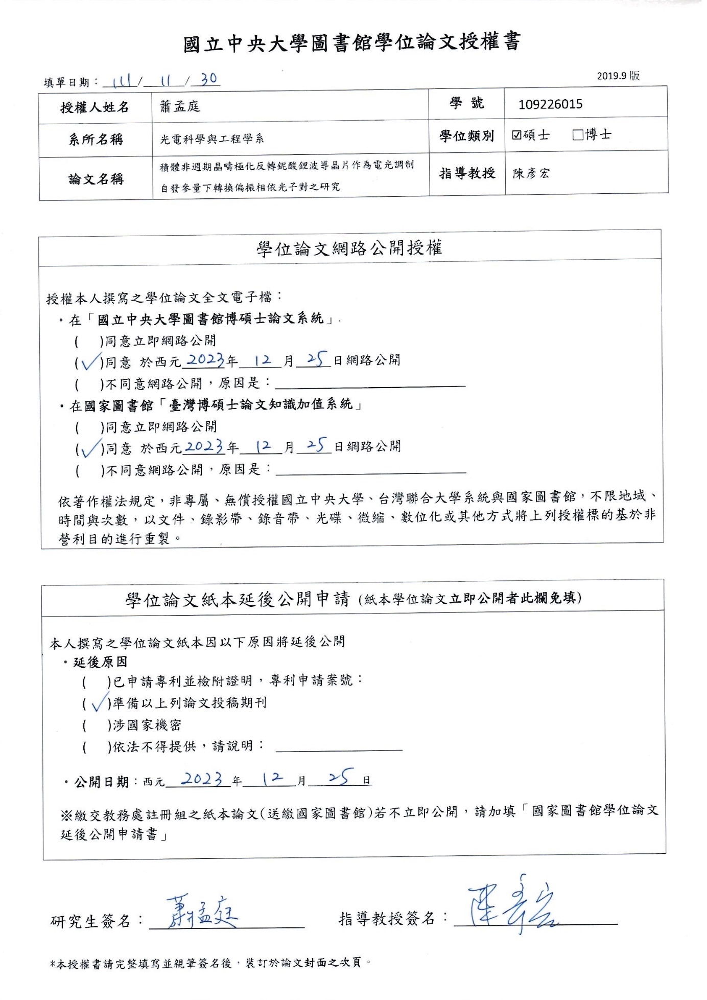 國立中央大學圖書館學位論文授權書
填單日期：111/11/30
2019.9 版
授權人姓名 蕭孟庭 學 號 109226015
系所名稱 光電科學與工程學系 學位類別 ☑碩士 □博士
論文名稱 積體非週期晶疇極化反轉鈮酸鋰波導晶片作為電光調制 指導教授 陳彥宏
自發參量下轉換偏振相依光子對之研究
學位論文網路公開授權
授權本人撰寫之學位論文全文電子檔：
・在「國立中央大學圖書館博碩士論文系統」.
( )同意立即網路公開
(✓)同意 於西元2023年 12 月 25 日網路公開
( )不同意網路公開，原因是：
・在國家圖書館「臺灣博碩士論文知識加值系統」
( )同意立即網路公開
(✓)同意 於西元2023年 12 月 25 日網路公開
( )不同意網路公開，原因是：
依著作權法規定，非專屬、無償授權國立中央大學、台灣聯合大學系統與國家圖書館，不限地域、
時間與次數，以文件、錄影帶、錄音帶、光碟、微縮、數位化或其他方式將上列授權標的基於非
營利目的進行重製。
學位論文紙本延後公開申請 (紙本學位論文立即公開者此欄免填)
本人撰寫之學位論文紙本因以下原因將延後公開
・延後原因
( )已申請專利並檢附證明，專利申請案號：
(✓)準備以上列論文投稿期刊
( )涉國家機密
( )依法不得提供，請說明：
・公開日期：西元 2023 年 12 月 25 日
※繳交教務處註冊組之紙本論文(送繳國家圖書館)若不立即公開，請加填「國家圖書館學位論文
延後公開申請書」
研究生簽名：蕭孟庭 指導教授簽名：陳彥宏
*本授權書請完整填寫並親筆簽名後，裝訂於論文封面之次頁。